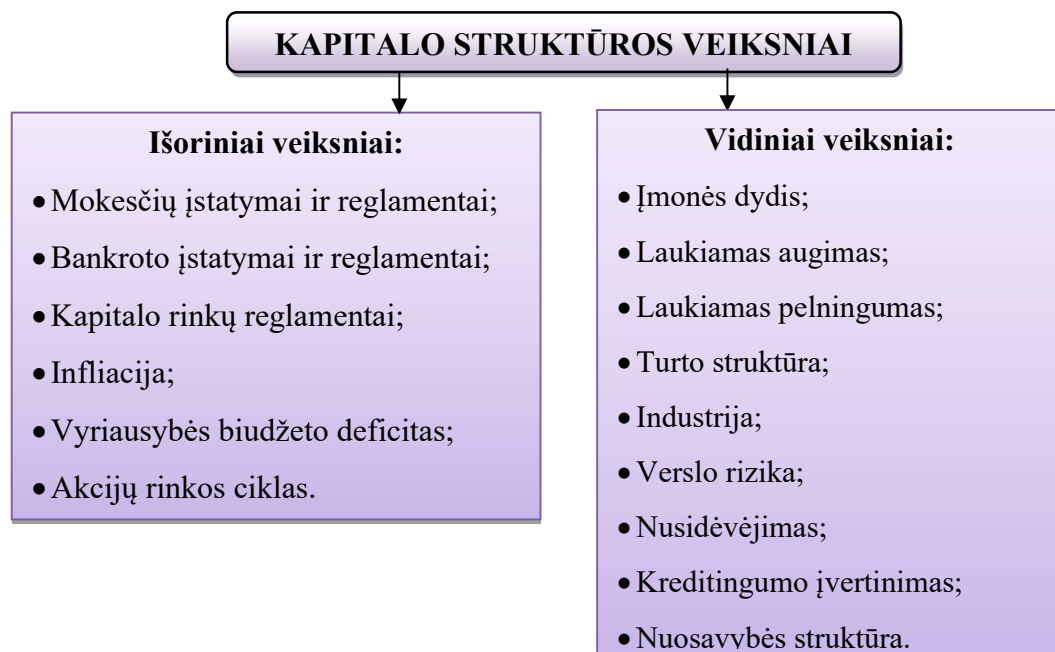 KAPITALO STRUKTŪROS VEIKSNIAI
Išoriniai veiksniai:
• Mokesčių įstatymai ir reglamentai;
• Bankroto įstatymai ir reglamentai;
• Kapitalo rinkų reglamentai;
• Infliacija;
• Vyriausybės biudžeto deficitas;
• Akcijų rinkos ciklas.
Vidiniai veiksniai:
• Įmonės dydis;
• Laukiamas augimas;
• Laukiamas pelningumas;
• Turto struktūra;
• Industrija;
• Verslo rizika;
• Nusidėvėjimas;
• Kreditingumo įvertinimas;
• Nuosavybės struktūra.